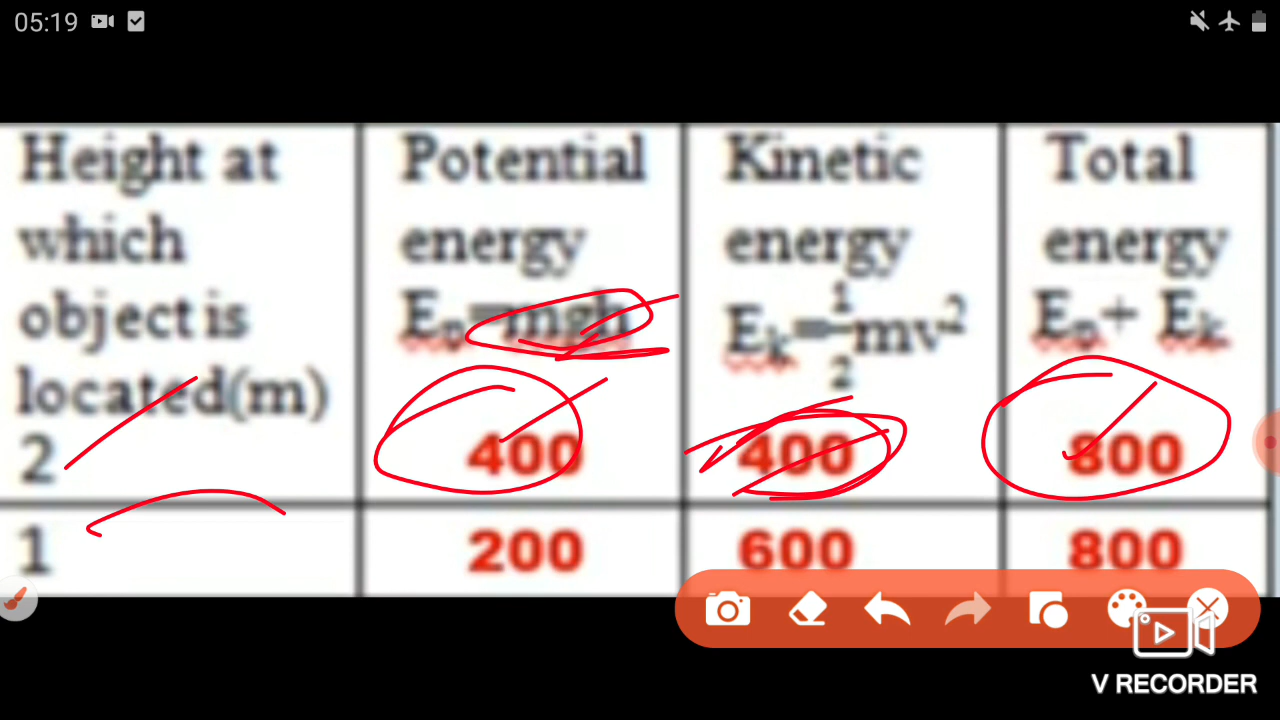 05:19
Height at
which
object is
located(m)
Potential
energy
Ep=mgh
Kinetic
energy
Ek=1/2mv²
Total
energy
Ep+ Ek
2 400 400 800
1 200 600 800
V RECORDER